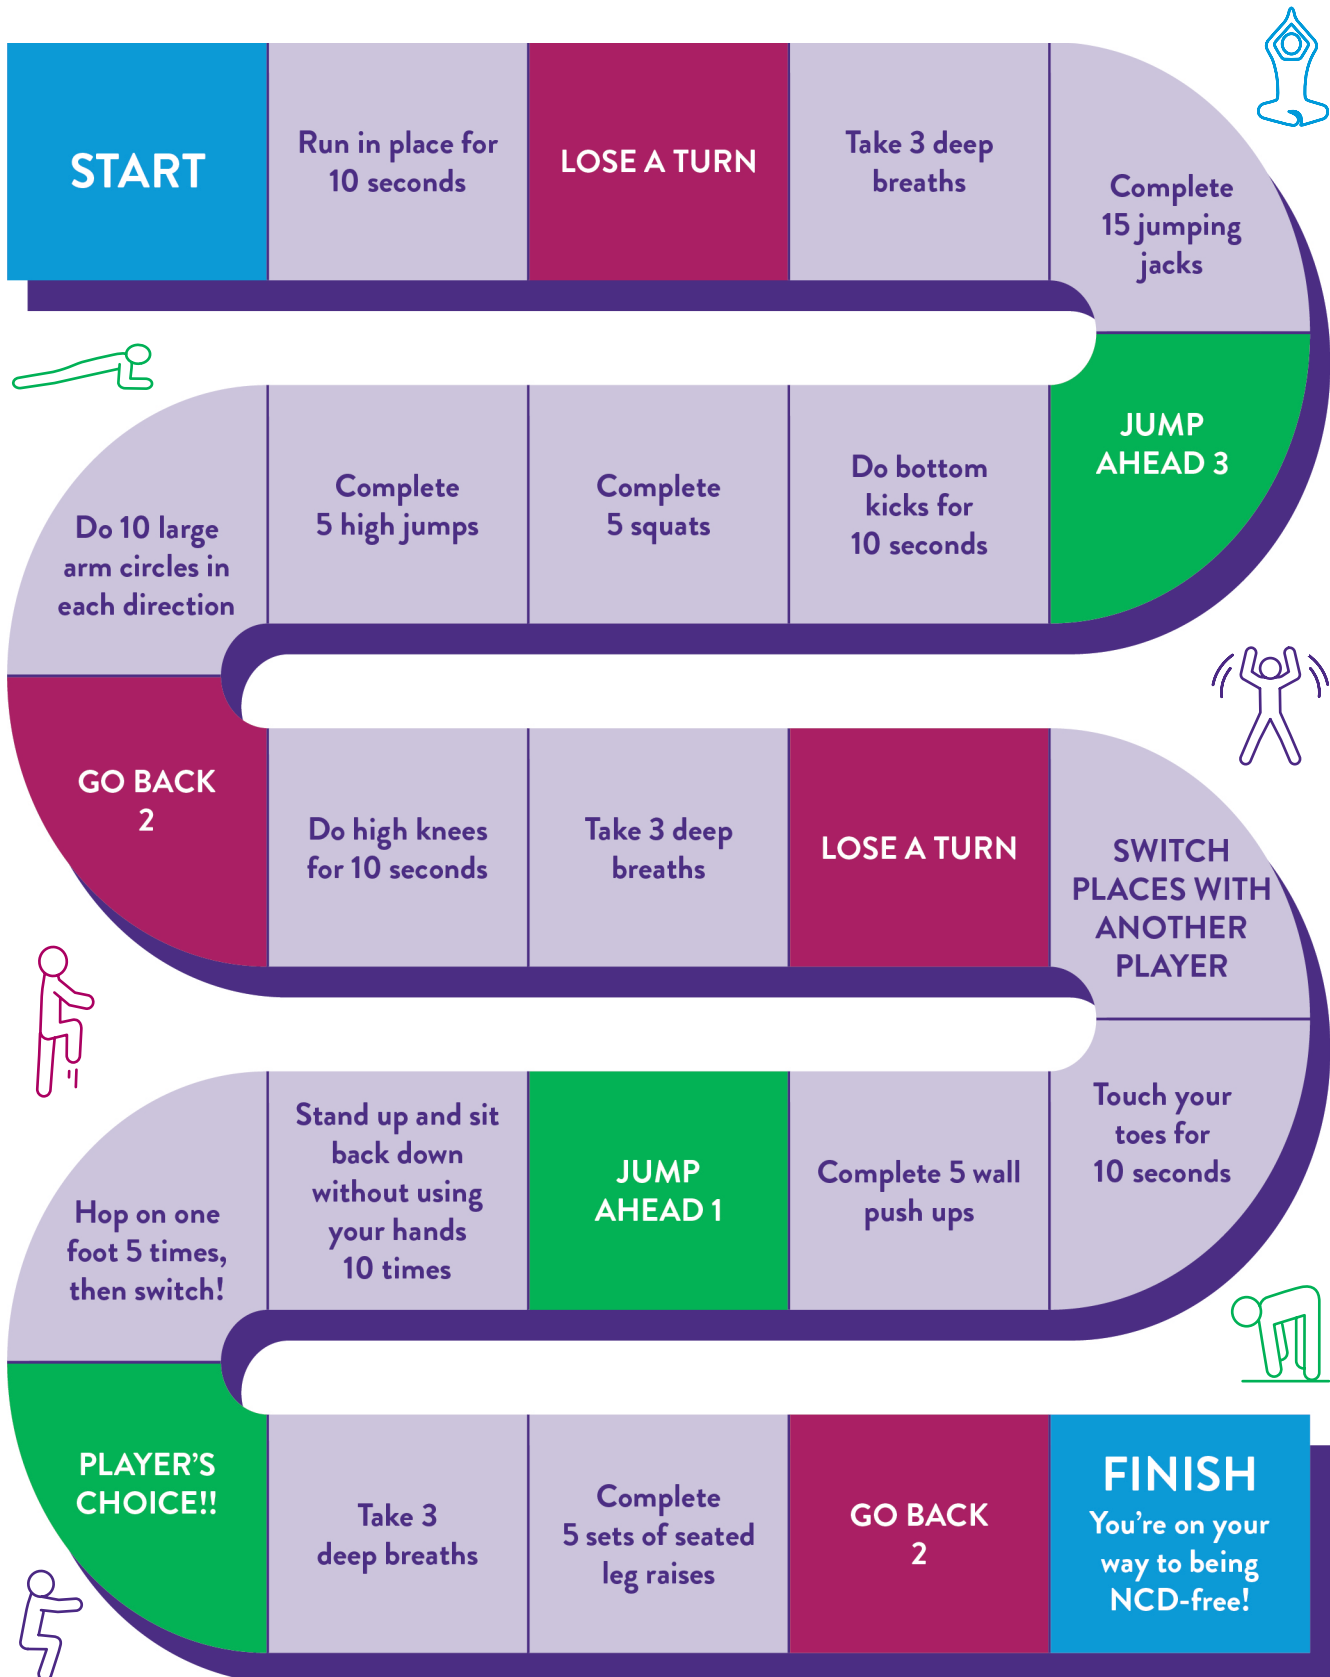 START
Run in place for
10 seconds
LOSE A TURN
Take 3 deep
breaths
Complete
15 jumping
jacks
JUMP
AHEAD 3
Do bottom
kicks for
10 seconds
Complete
5 squats
Complete
5 high jumps
Do 10 large
arm circles in
each direction
GO BACK
2
Do high knees
for 10 seconds
Take 3 deep
breaths
LOSE A TURN
SWITCH
PLACES WITH
ANOTHER
PLAYER
Touch your
toes for
10 seconds
Complete 5 wall
push ups
JUMP
AHEAD 1
Stand up and sit
back down
without using
your hands
10 times
Hop on one
foot 5 times,
then switch!
PLAYER'S
CHOICE!!
Take 3
deep breaths
Complete
5 sets of seated
leg raises
GO BACK
2
FINISH
You're on your
way to being
NCD-free!